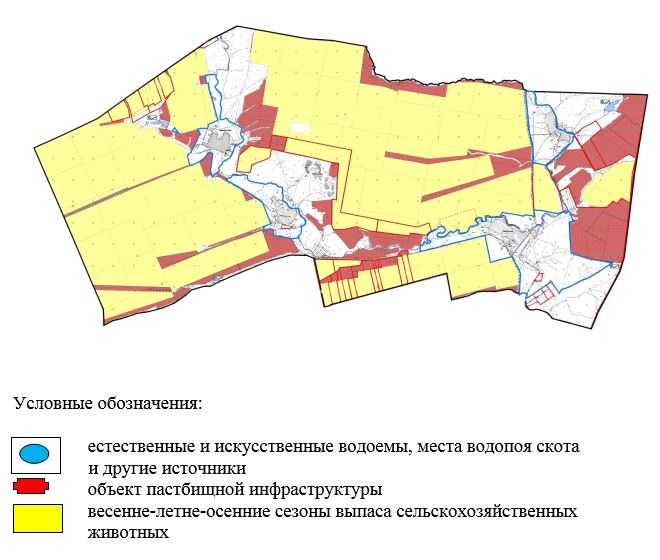 Условные обозначения:
естественные и искусственные водоемы, места водопоя скота
и другие источники
объект пастбищной инфраструктуры
весенне-летне-осенние сезоны выпаса сельскохозяйственных
животных